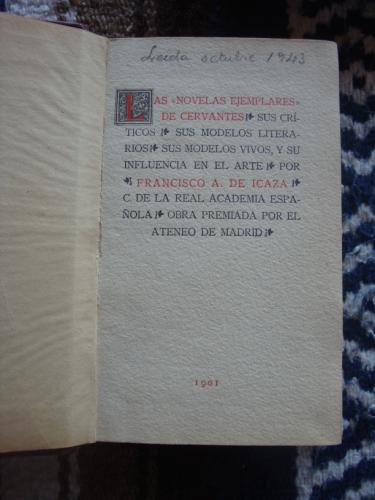 Lleida octubre 1943
LAS «NOVELAS EJEMPLARES»
DE CERVANTES SUS CRÍ-
TICOS SUS MODELOS LITERA-
RIOS SUS MODELOS VIVOS, Y SU
INFLUENCIA EN EL ARTE POR
FRANCISCO A. DE ICAZA
C. DE LA REAL ACADEMIA ESPA-
ÑOLA OBRA PREMIADA POR EL
ATENEO DE MADRID
1901